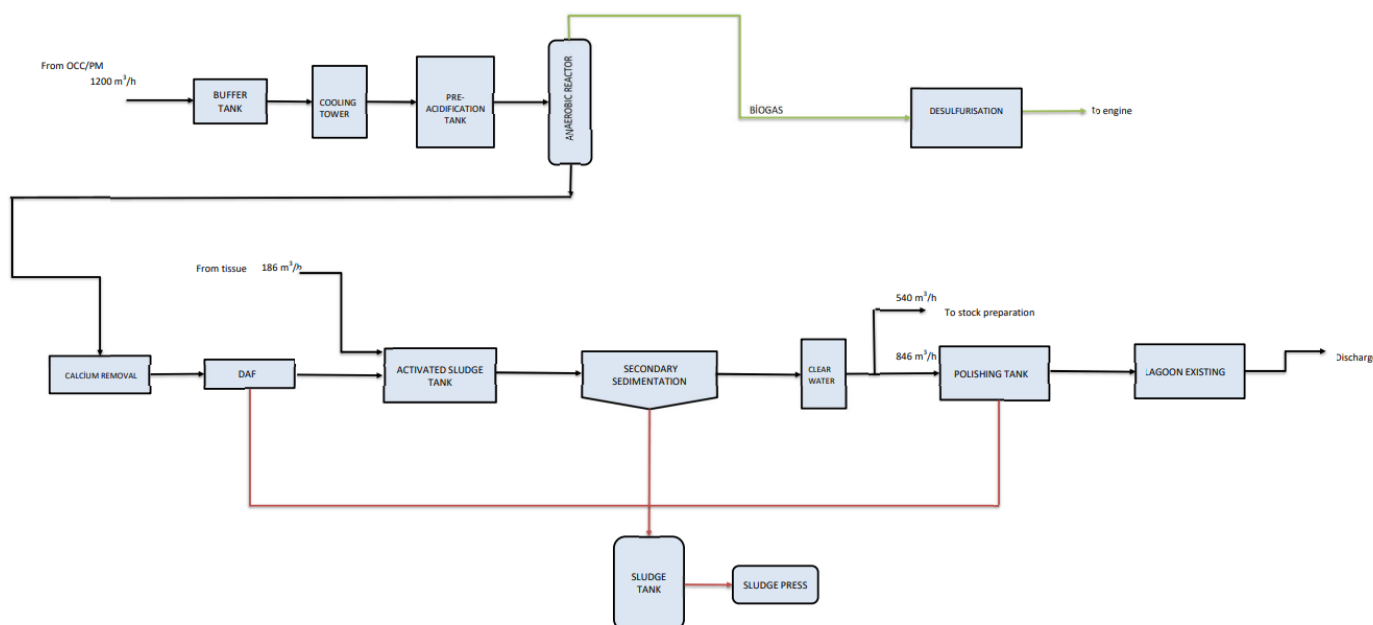 From OCC/PM
1200 m³/h
BUFFER
TANK
COOLING
TOWER
PRE-
ACIDIFICATION
TANK
ANAEROBIC REACTOR
BİOGAS
DESULFURISATION
to engine
From tissue 186 m³/h
CALCİUM REMOVAL
DAF
ACTIVATED SLUDGE
TANK
SECONDARY
SEDIMENTATION
CLEAR
WATER
540 m³/h
To stock preparation
846 m³/h
POLISHING TANK
LAGOON EXISTING
Discharge
SLUDGE
TANK
SLUDGE PRESS